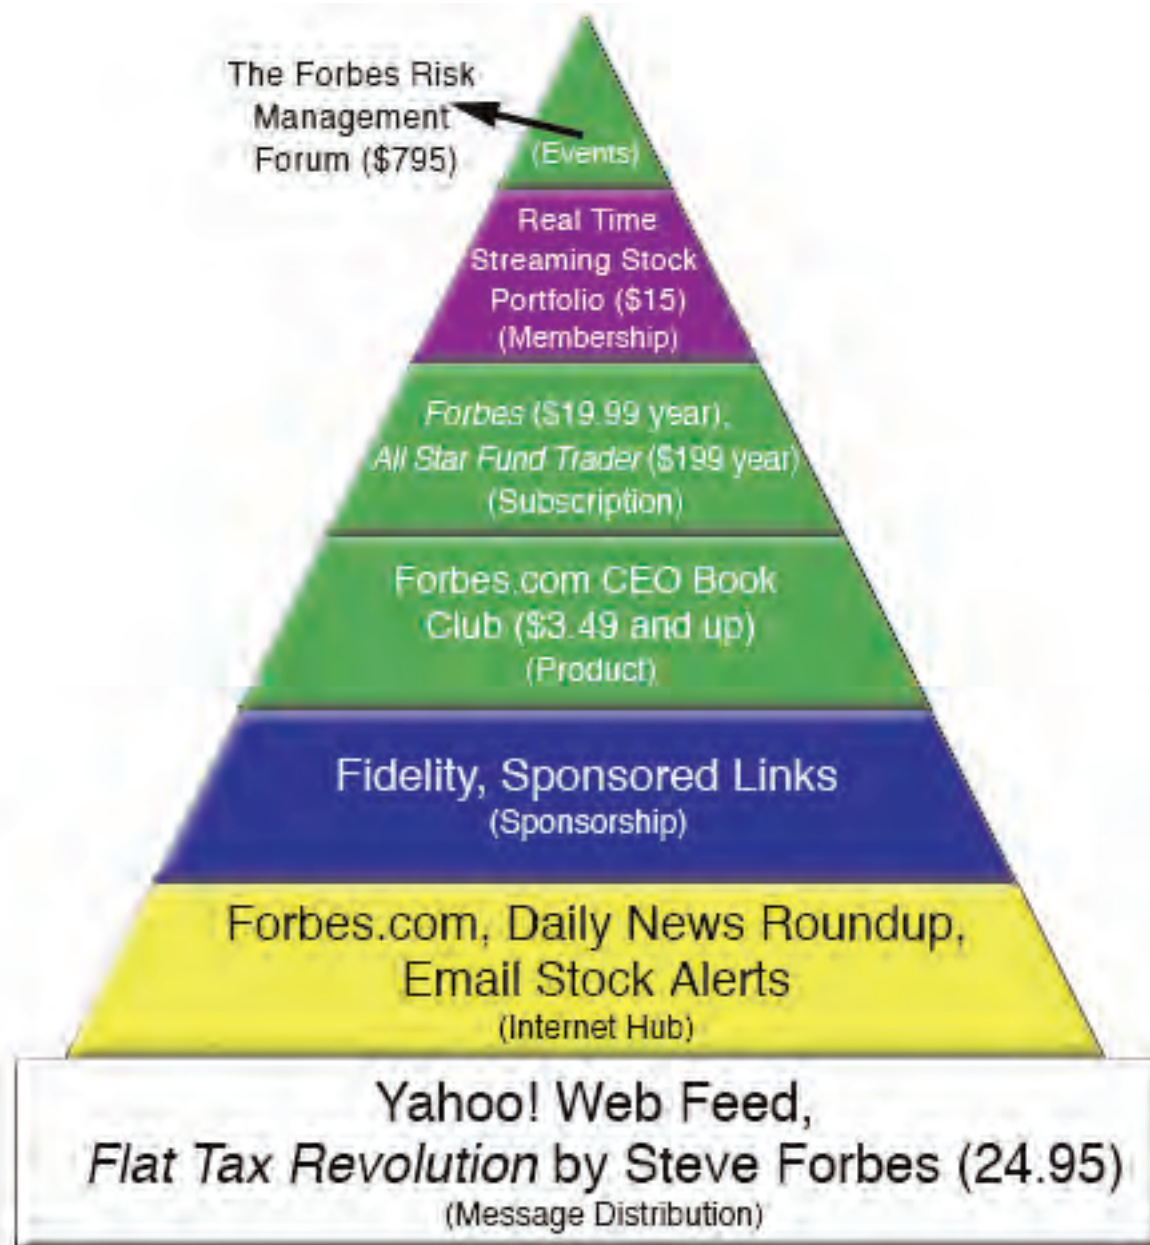 The Forbes Risk
Management
Forum ($795)
(Events)
Real Time
Streaming Stock
Portfolio ($15)
(Membership)
Forbes ($19.99 year),
All Star Fund Trader ($199 year)
(Subscription)
Forbes.com CEO Book
Club ($3.49 and up)
(Product)
Fidelity, Sponsored Links
(Sponsorship)
Forbes.com, Daily News Roundup,
Email Stock Alerts
(Internet Hub)
Yahoo! Web Feed,
Flat Tax Revolution by Steve Forbes (24.95)
(Message Distribution)